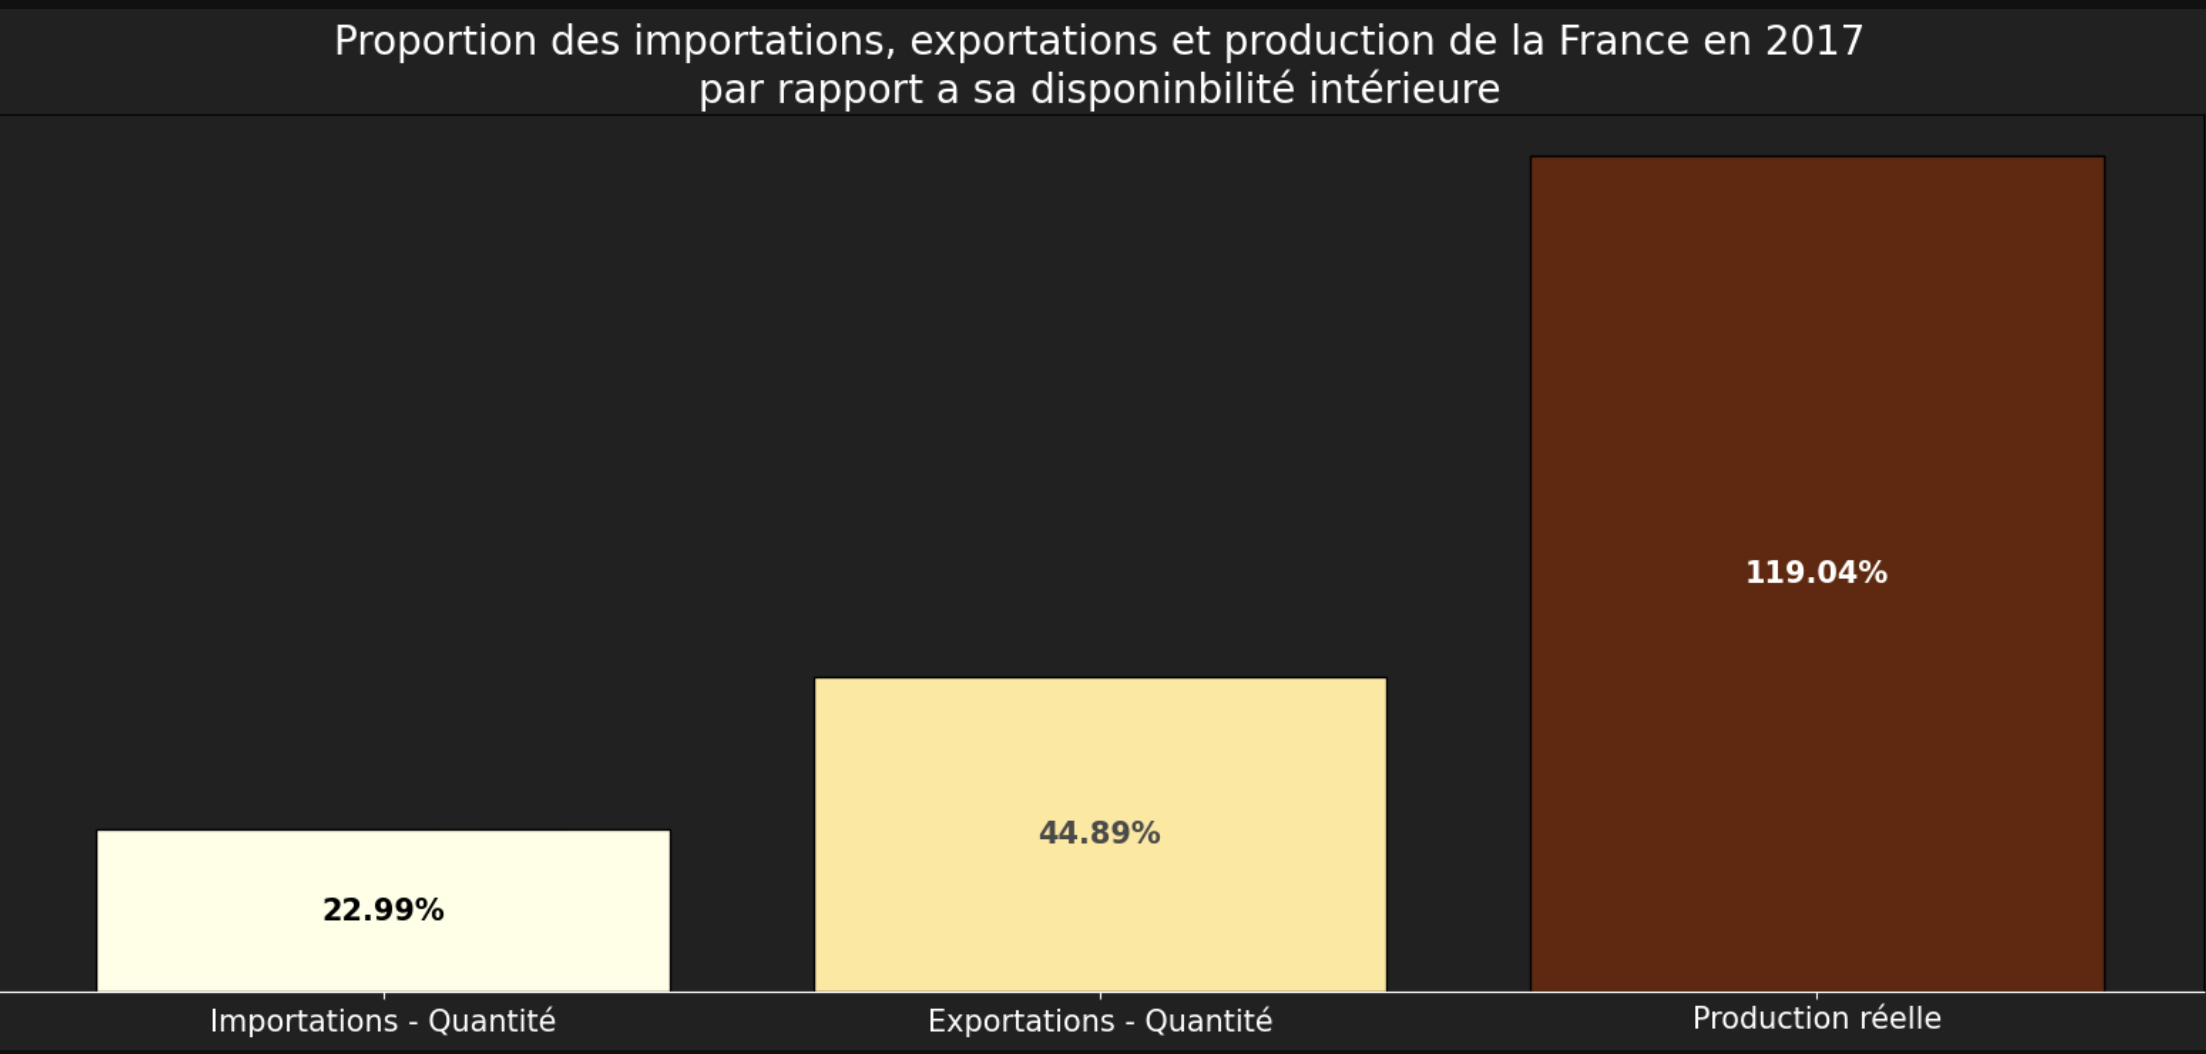 Proportion des importations, exportations et production de la France en 2017
par rapport a sa disponinbilité intérieure
119.04%
44.89%
22.99%
Importations - Quantité
Exportations - Quantité
Production réelle